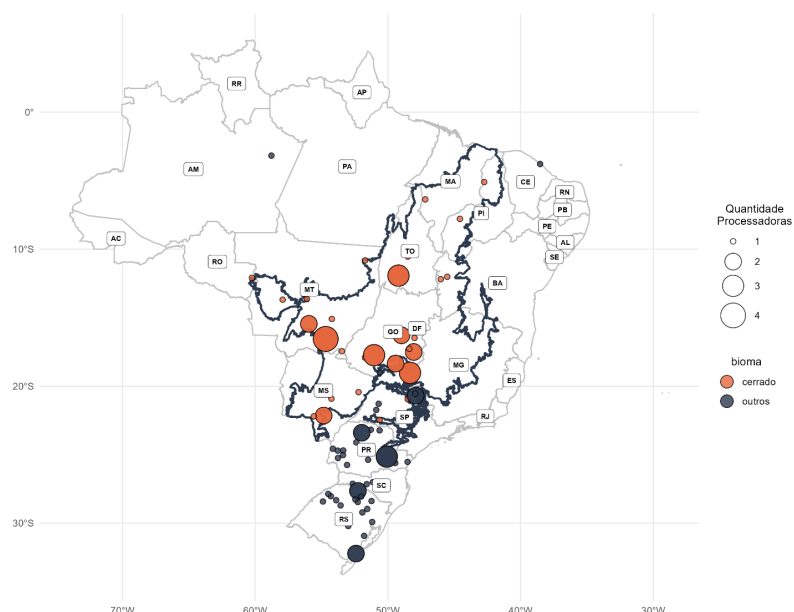 RR
AP
0°
AM
PA
MA
CE
RN
PI
PB
PE
AC
AL
TO
10°S
SE
RO
BA
MT
GO
DF
MG
ES
20°S
MS
SP
RJ
PR
SC
RS
30°S
70°W
60°W
50°W
40°W
30°W
Quantidade
Processadoras
1
2
3
4
bioma
cerrado
outros